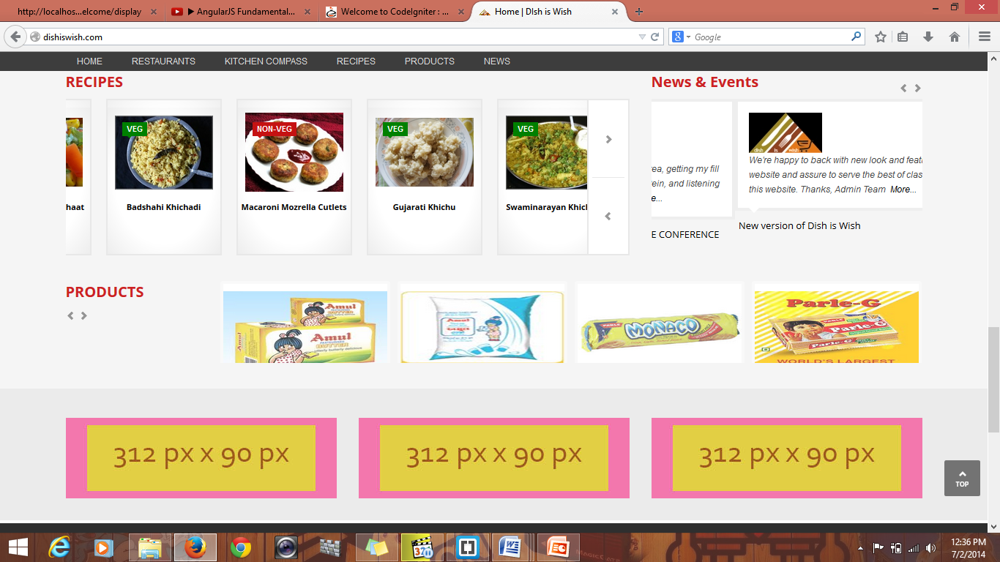 http://localhos...elcome/display
▶ AngularJS Fundamental...
Welcome to CodeIgniter : ...
Home | DIsh is Wish
dishiswish.com
Google
HOME RESTAURANTS KITCHEN COMPASS RECIPES PRODUCTS NEWS
RECIPES
VEG
NON-VEG
VEG
VEG
haat
Badshahi Khichadi
Macaroni Mozrella Cutlets
Gujarati Khichu
Swaminarayan Khich
News & Events
ea, getting my fill
ein, and listening
e...
E CONFERENCE
dish is wish
We're happy to back with new look and feat
website and assure to serve the best of clas
this website. Thanks, Admin Team More...
New version of Dish is Wish
PRODUCTS
Amul
BUTTER
Amul
BUTTER
utterly butterly delicious
Amul
PARLE
MONACO
Parle-G
Parle-G
WORLD'S LARGEST
312 px x 90 px
312 px x 90 px
312 px x 90 px
TOP
12:36 PM
7/2/2014